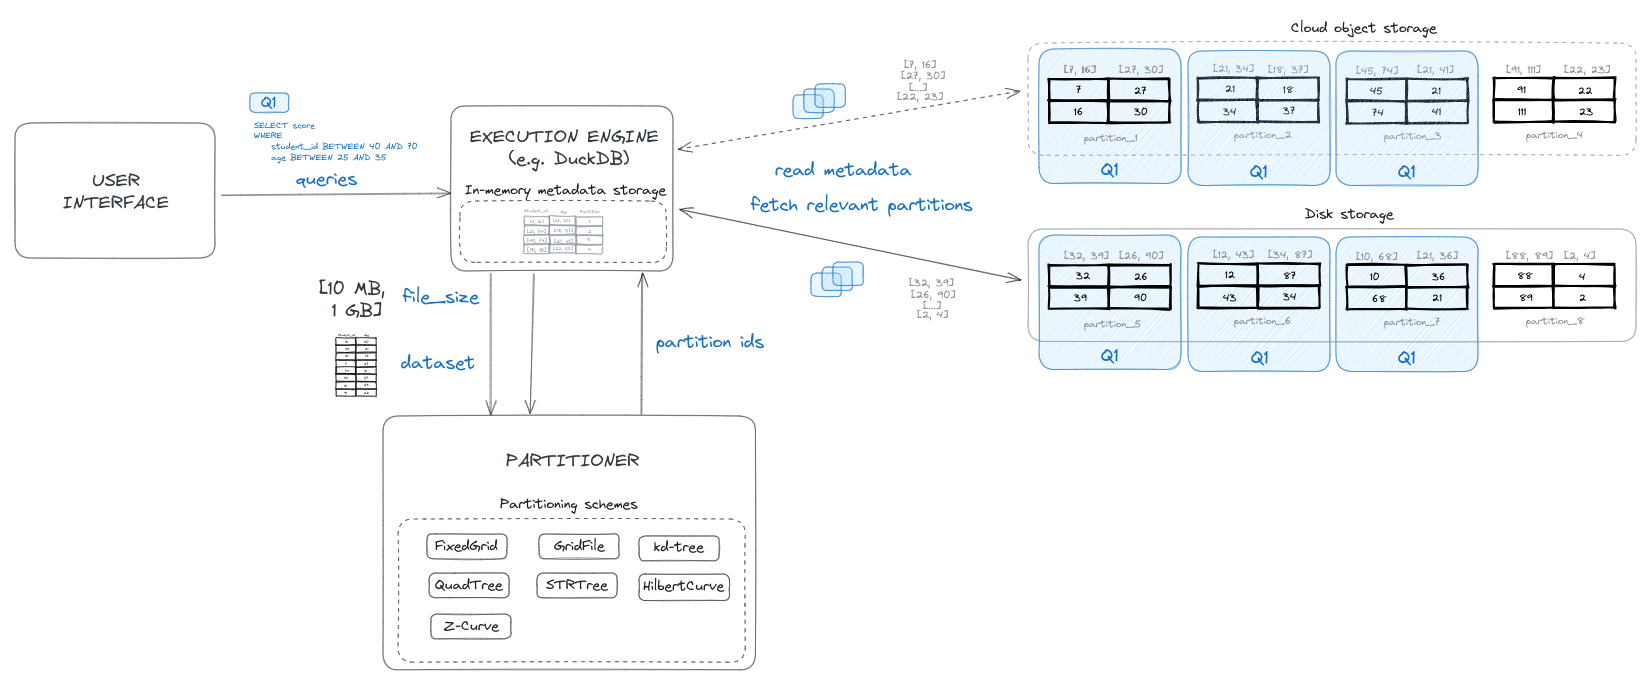 USER
INTERFACE
Q1
SELECT score
WHERE
student_id BETWEEN 40 AND 70
age BETWEEN 25 AND 35
queries
EXECUTION ENGINE
(e.g. DuckDB)
In-memory metadata storage
student_id Age Partition
1
2
3
4
[10 MB,
1 GB]
file_size
dataset
partition ids
PARTITIONER
Partitioning schemes
FixedGrid GridFile kd-tree
QuadTree STRTree HilbertCurve
Z-Curve
[7, 16]
[27, 30]
[...]
[22, 23]
read metadata
fetch relevant partitions
[32, 39]
[26, 90]
[...]
[2, 4]
Cloud object storage
[7, 16] [27, 30] [21, 34] [18, 37] [45, 74] [21, 41] [91, 111] [22, 23]
7 27 21 18 45 21 91 22
16 30 34 37 74 41 111 23
partition_1 partition_2 partition_3 partition_4
Q1 Q1 Q1
Disk storage
[32, 39] [26, 90] [12, 43] [34, 87] [10, 68] [21, 36] [88, 89] [2, 4]
32 26 12 87 10 36 88 4
39 90 43 34 68 21 89 2
partition_5 partition_6 partition_7 partition_8
Q1 Q1 Q1